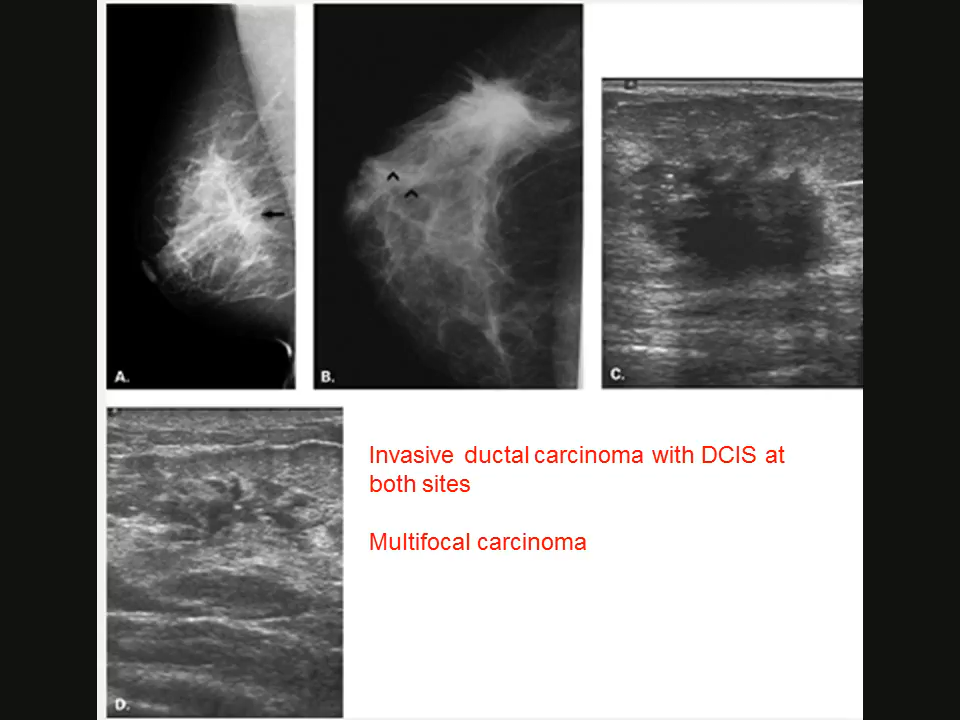 A.
B.
C.
D.
Invasive ductal carcinoma with DCIS at
both sites
Multifocal carcinoma